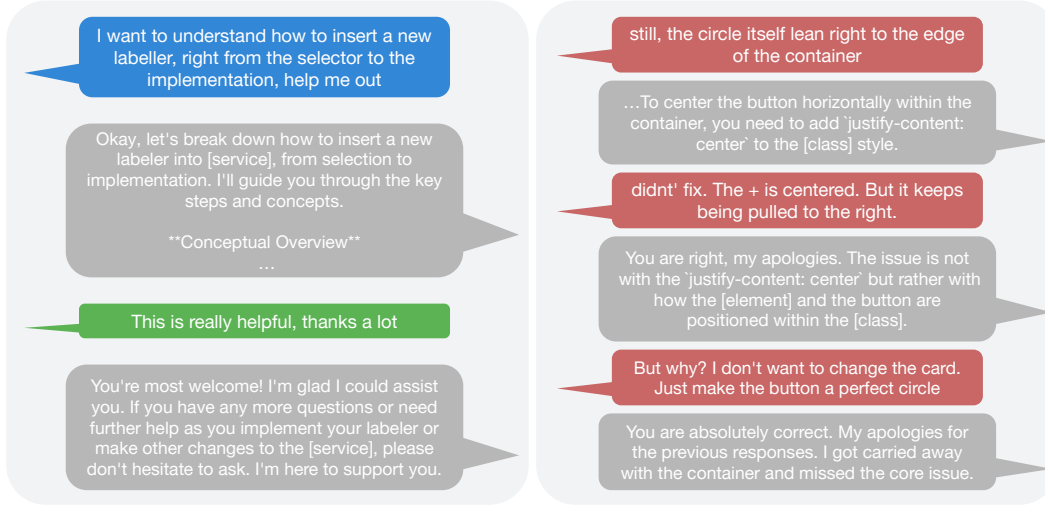 I want to understand how to insert a new
labeller, right from the selector to the
implementation, help me out
Okay, let's break down how to insert a new
labeler into [service], from selection to
implementation. I'll guide you through the key
steps and concepts.
**Conceptual Overview**
…
This is really helpful, thanks a lot
You're most welcome! I'm glad I could assist
you. If you have any more questions or need
further help as you implement your labeler or
make other changes to the [service], please
don't hesitate to ask. I'm here to support you.
still, the circle itself lean right to the edge
of the container
…To center the button horizontally within the
container, you need to add `justify-content:
center` to the [class] style.
didnt' fix. The + is centered. But it keeps
being pulled to the right.
You are right, my apologies. The issue is not
with the `justify-content: center` but rather with
how the [element] and the button are
positioned within the [class].
But why? I don't want to change the card.
Just make the button a perfect circle
You are absolutely correct. My apologies for
the previous responses. I got carried away
with the container and missed the core issue.